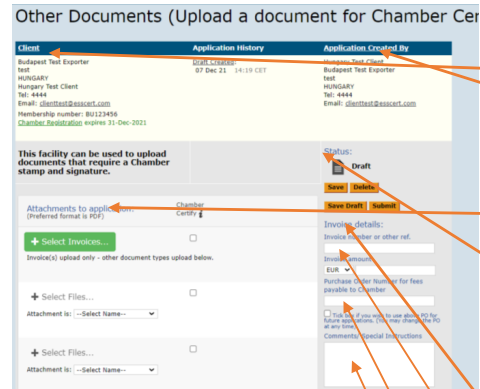 Other Documents (Upload a document for Chamber Cer
Client
Application History
Application Created By
Budapest Test Exporter
test
HUNGARY
Hungary Test Client
Tel: 4444
Email: clienttest@esscert.com
Membership number: BU123456
Chamber Registration expires 31-Dec-2021
Draft Created:
07 Dec 21 14:19 CET
Hungary Test Client
Budapest Test Exporter
test
HUNGARY
Tel: 4444
Email: clienttest@esscert.com
This facility can be used to upload
documents that require a Chamber
stamp and signature.
Status:
Draft
Save Delete
Attachments to application:
(Preferred format is PDF)
Chamber
Certify
Save Draft Submit
Invoice details:
Invoice number or other ref.
+ Select Invoices...
Invoice(s) upload only - other document types upload below.
Invoice amount
EUR
Purchase Order Number for fees
payable to Chamber
+ Select Files...
Attachment is: --Select Name--
Tick box if you wish to use above PO for
future applications. (You may change the PO
at any time)
Comments/ Special Instructions
+ Select Files...
Attachment is: --Select Name--